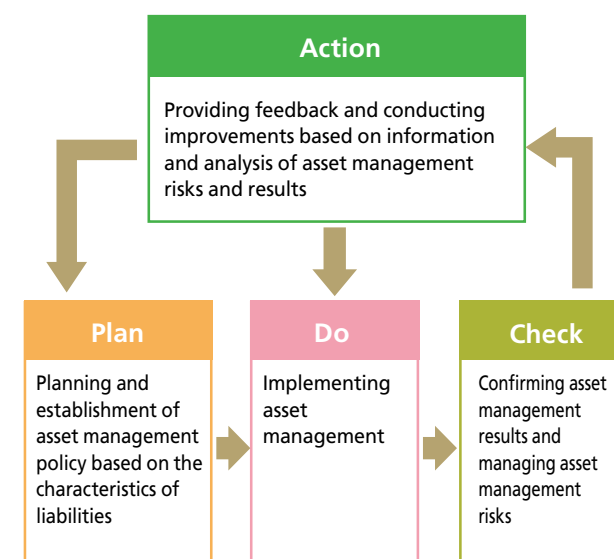 Action
Providing feedback and conducting
improvements based on information
and analysis of asset management
risks and results
Plan
Planning and
establishment of
asset management
policy based on the
characteristics of
liabilities
Do
Implementing
asset
management
Check
Confirming asset
management
results and
managing asset
management
risks